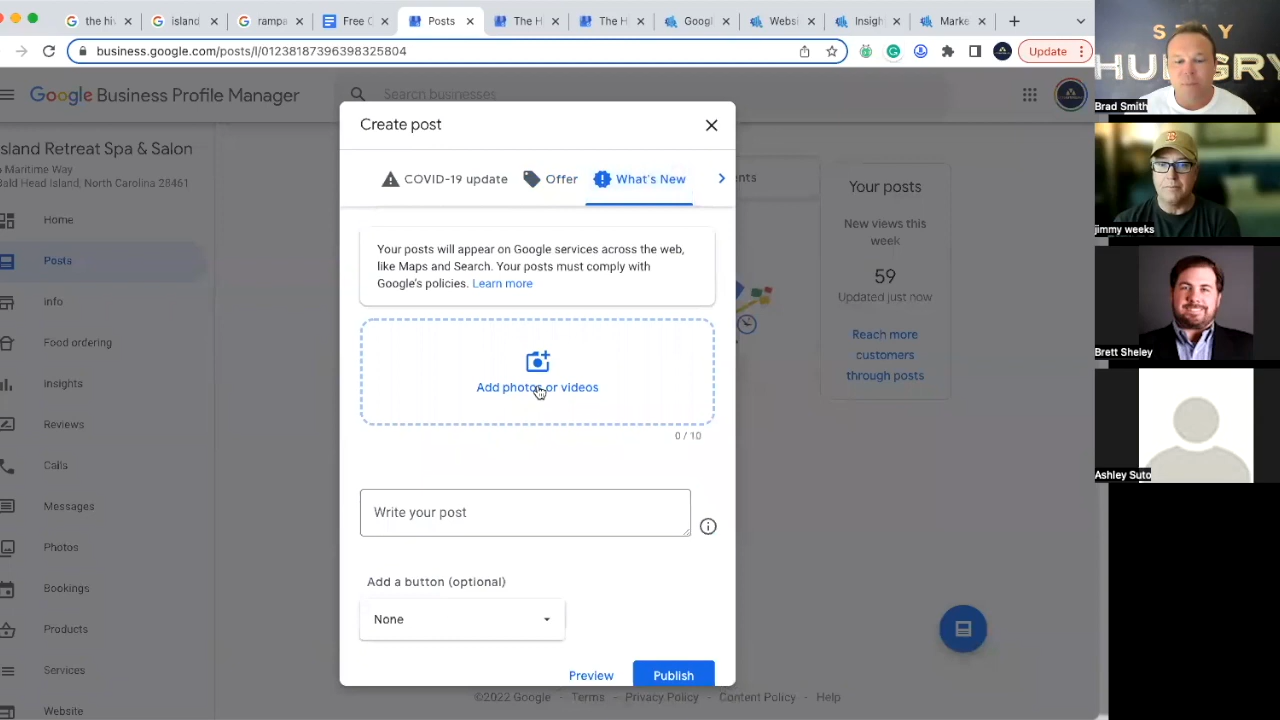 the hiv
island
rampa
Free C
Posts
The H
The H
Googl
Websi
Insigh
Marke
business.google.com/posts/l/01238187396398325804
Update
Google Business Profile Manager
Search businesses
sland Retreat Spa & Salon
Maritime Way
Bald Head Island, North Carolina 28461
Home
Posts
Info
Food ordering
Insights
Reviews
Calls
Messages
Photos
Bookings
Products
Services
Website
Create post
COVID-19 update
Offer
What's New
ents
Your posts will appear on Google services across the web,
like Maps and Search. Your posts must comply with
Google's policies. Learn more
Add photos or videos
0 / 10
Write your post
Add a button (optional)
None
Preview
Publish
Your posts
New views this
week
59
Updated just now
Reach more
customers
through posts
©2022 Google - Terms - Privacy Policy - Content Policy - Help
STAY
HUNGRY
Brad Smith
B
jimmy weeks
Brett Sheley
Ashley Suto